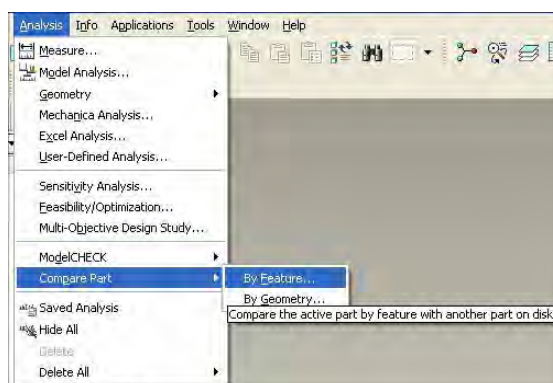 Analysis Info Applications Tools Window Help
Measure...
Model Analysis...
Geometry
Mechanica Analysis...
Excel Analysis...
User-Defined Analysis...
Sensitivity Analysis...
Feasibility/Optimization...
Multi-Objective Design Study...
ModelCHECK
Compare Part
By Feature...
By Geometry...
Compare the active part by feature with another part on disk
Saved Analysis
Hide All
Delete
Delete All